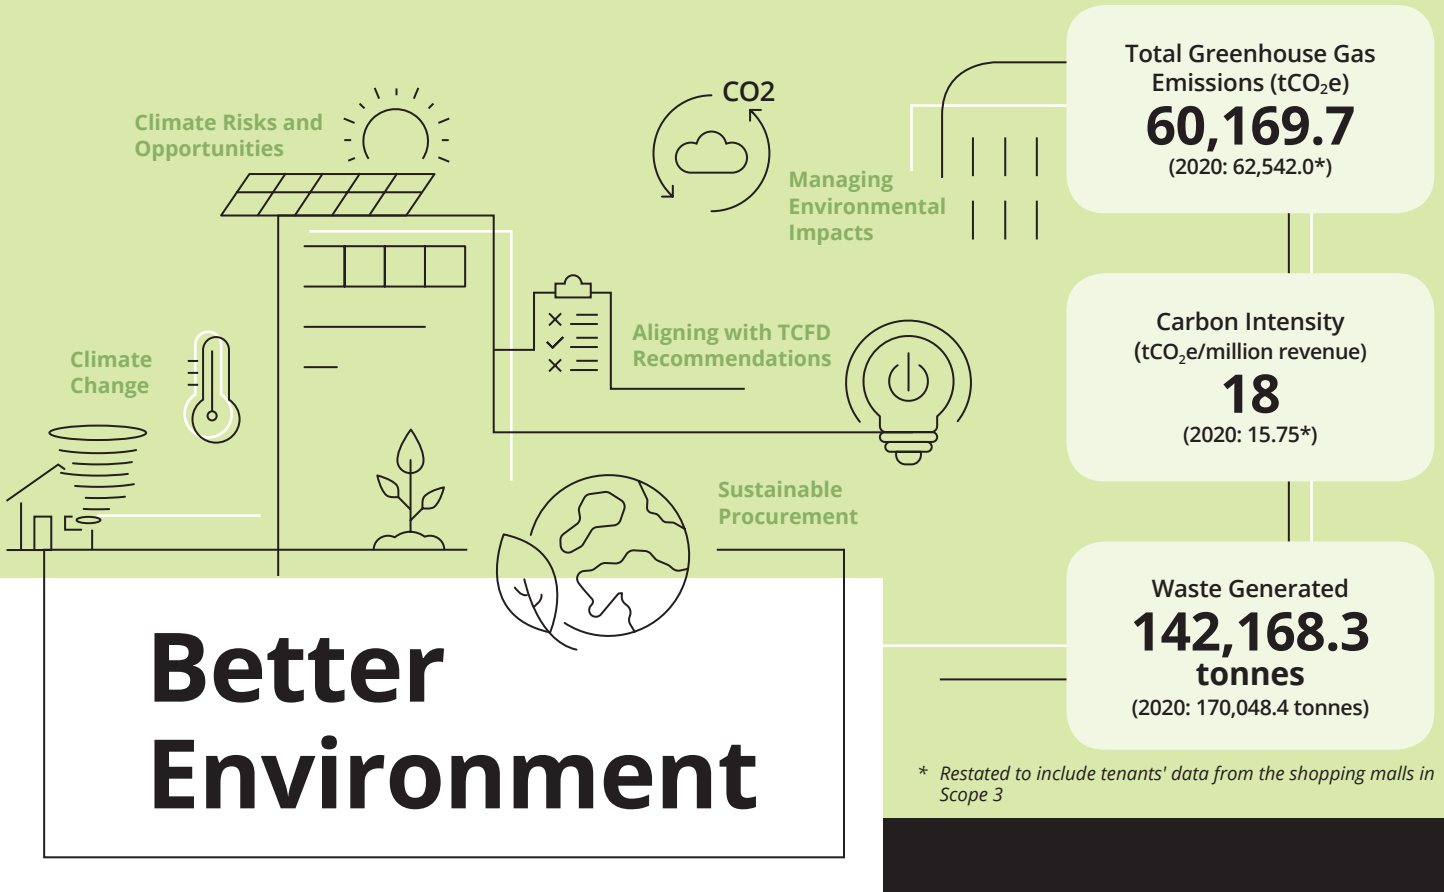 Climate Risks and
Opportunities
CO2
Managing
Environmental
Impacts
Climate
Change
Aligning with TCFD
Recommendations
Sustainable
Procurement
Better
Environment
Total Greenhouse Gas
Emissions (tCO₂e)
60,169.7
(2020: 62,542.0*)
Carbon Intensity
(tCO₂e/million revenue)
18
(2020: 15.75*)
Waste Generated
142,168.3
tonnes
(2020: 170,048.4 tonnes)
* Restated to include tenants' data from the shopping malls in
Scope 3